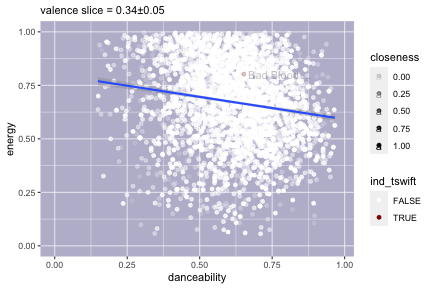 valence slice = 0.34±0.05
1.00
0.75
0.50
0.25
0.00
energy
Bad Blood
0.00 0.25 0.50 0.75 1.00
danceability
closeness
0.00
0.25
0.50
0.75
1.00
ind_tswift
FALSE
TRUE